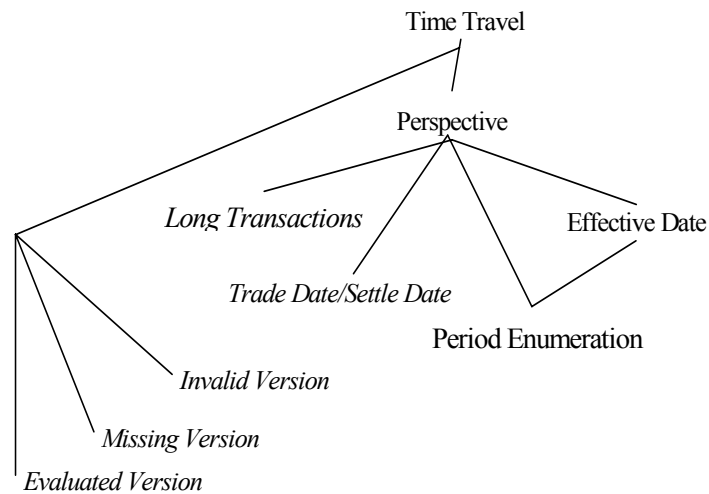 Time Travel
Perspective
Long Transactions
Effective Date
Trade Date/Settle Date
Period Enumeration
Invalid Version
Missing Version
Evaluated Version